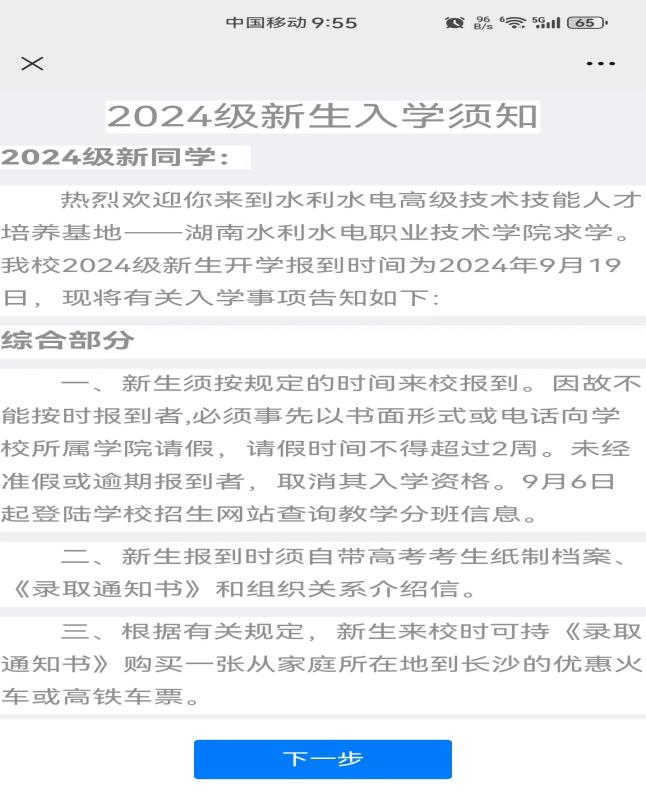 中国移动 9:55
96 B/s 6 5G 65
2024级新生入学须知
2024级新同学：
热烈欢迎你来到水利水电高级技术技能人才
培养基地——湖南水利水电职业技术学院求学。
我校2024级新生开学报到时间为2024年9月19
日，现将有关入学事项告知如下：
综合部分
一、新生须按规定的时间来校报到。因故不
能按时报到者,必须事先以书面形式或电话向学
校所属学院请假，请假时间不得超过2周。未经
准假或逾期报到者，取消其入学资格。9月6日
起登陆学校招生网站查询教学分班信息。
二、新生报到时须自带高考考生纸制档案、
《录取通知书》和组织关系介绍信。
三、根据有关规定，新生来校时可持《录取
通知书》购买一张从家庭所在地到长沙的优惠火
车或高铁车票。
下一步